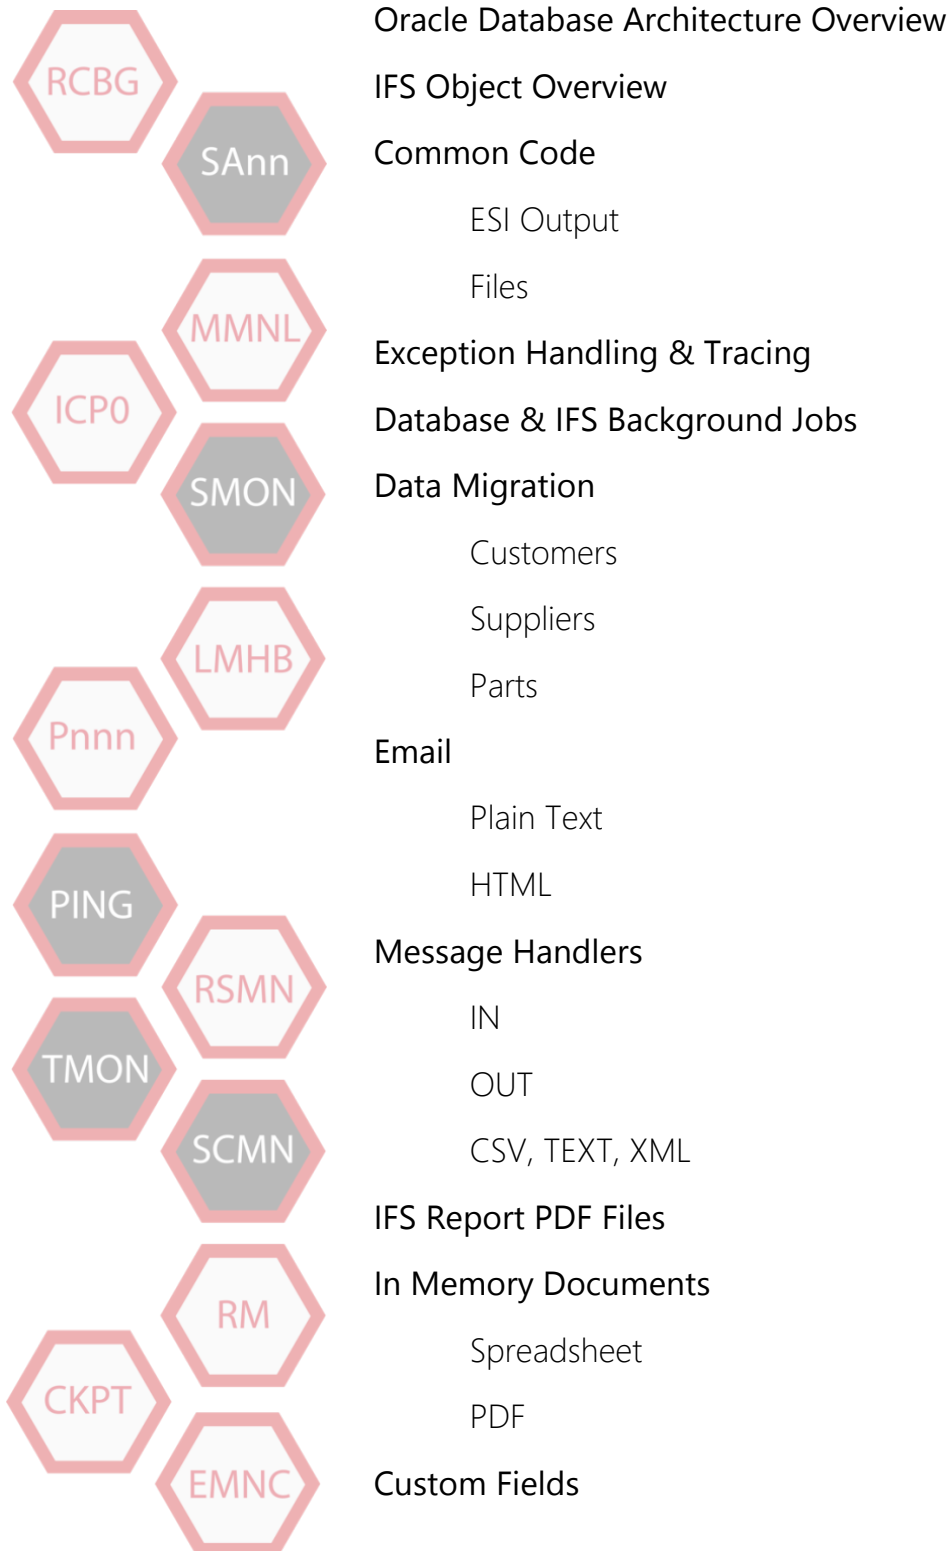 Oracle Database Architecture Overview
RCBG
IFS Object Overview
Common Code
SAnn
ESI Output
Files
MMNL
Exception Handling & Tracing
ICP0
Database & IFS Background Jobs
SMON
Data Migration
Customers
Suppliers
LMHB
Parts
Pnnn
Email
Plain Text
HTML
PING
Message Handlers
RSMN
IN
TMON
OUT
SCMN
CSV, TEXT, XML
IFS Report PDF Files
In Memory Documents
RM
Spreadsheet
CKPT
PDF
EMNC
Custom Fields